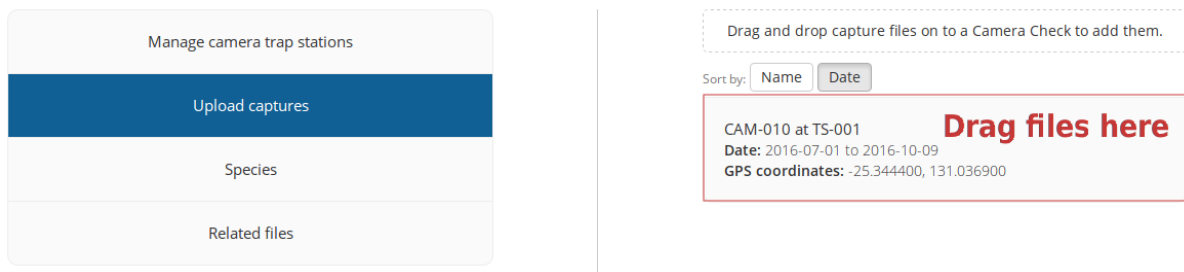 Manage camera trap stations
Upload captures
Species
Related files
Drag and drop capture files on to a Camera Check to add them.
Sort by: Name Date
CAM-010 at TS-001
Drag files here
Date: 2016-07-01 to 2016-10-09
GPS coordinates: -25.344400, 131.036900